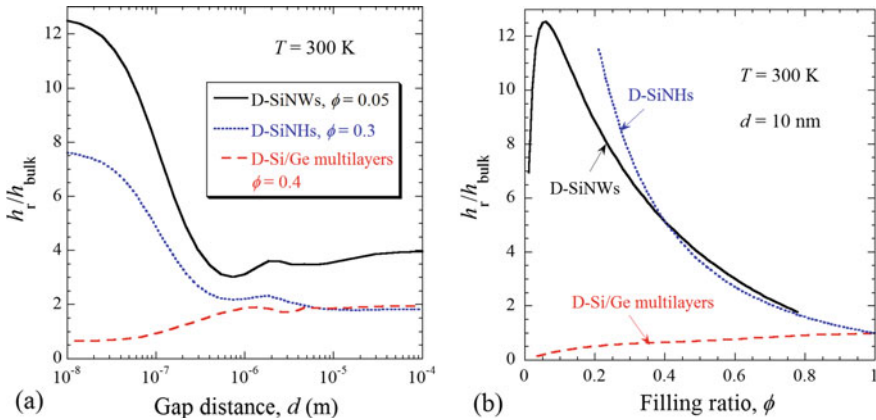 12
10
8
6
4
2
0
h_r/h_bulk
T = 300 K
D-SiNWs, ϕ = 0.05
D-SiNHs, ϕ = 0.3
D-Si/Ge multilayers
ϕ = 0.4
10⁻⁸
10⁻⁷
10⁻⁶
10⁻⁵
10⁻⁴
(a)
Gap distance, d (m)
12
10
8
6
4
2
0
h_r/h_bulk
T = 300 K
D-SiNHs
d = 10 nm
D-SiNWs
D-Si/Ge multilayers
0
0.2
0.4
0.6
0.8
1
(b)
Filling ratio, ϕ